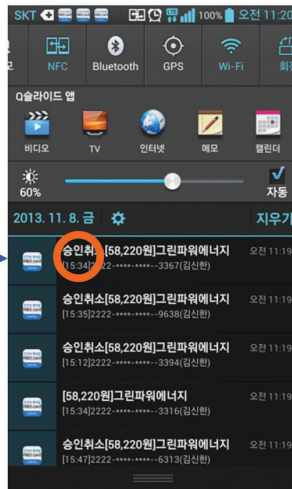 SKT 100% 오전 11:20
NFC Bluetooth GPS Wi-Fi
Q슬라이드 앱
비디오 TV 인터넷 메모 캘린더
60% 자동
2013. 11. 8. 금 지우기
승인취소[58,220원]그린파워에너지 오전 11:19
[15:34]2222-****-****--3367(김신한)
승인취소[58,220원]그린파워에너지 오전 11:19
[15:35]2222-****-****--9638(김신한)
승인취소[58,220원]그린파워에너지 오전 11:19
[15:12]2222-****-****--3394(김신한)
[58,220원]그린파워에너지 오전 11:19
[15:34]2222-****-****--3316(김신한)
승인취소[58,220원]그린파워에너지 오전 11:19
[15:47]2222-****-****--6313(김신한)